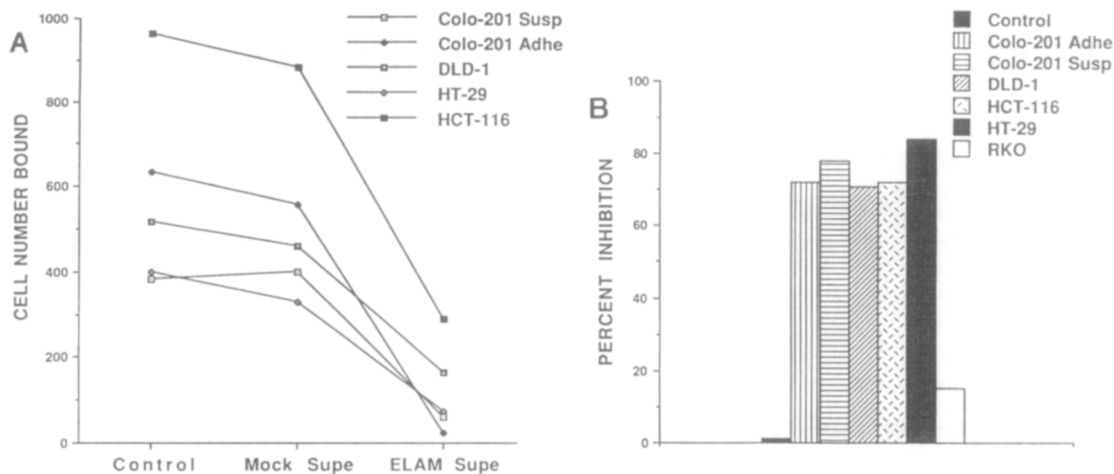 A
CELL NUMBER BOUND
1000
800
600
400
200
0
Control Mock Supe ELAM Supe
Colo-201 Susp
Colo-201 Adhe
DLD-1
HT-29
HCT-116
B
PERCENT INHIBITION
100
80
60
40
20
0
Control
Colo-201 Adhe
Colo-201 Susp
DLD-1
HCT-116
HT-29
RKO